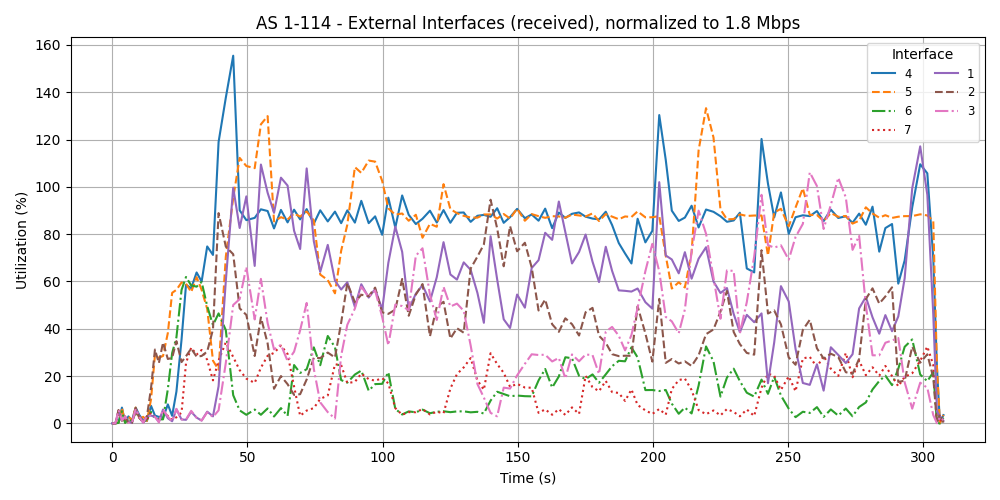 AS 1-114 - External Interfaces (received), normalized to 1.8 Mbps
Utilization (%)
160
140
120
100
80
60
40
20
0
0 50 100 150 200 250 300
Time (s)
Interface
4 1
5 2
6 3
7